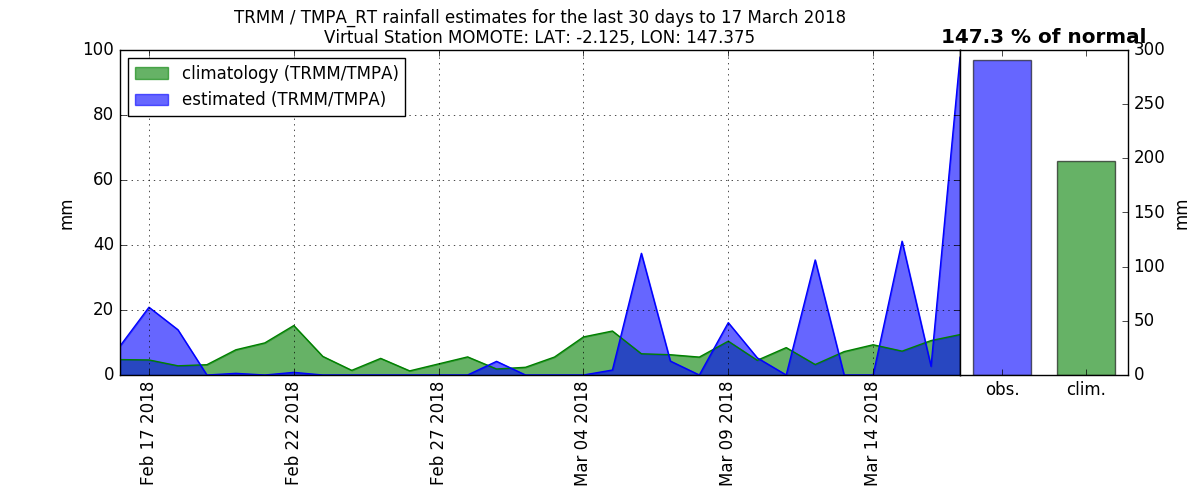 TRMM / TMPA_RT rainfall estimates for the last 30 days to 17 March 2018
Virtual Station MOMOTE: LAT: -2.125, LON: 147.375
147.3 % of normal
climatology (TRMM/TMPA)
estimated (TRMM/TMPA)
100
80
60
40
20
0
mm
Feb 17 2018
Feb 22 2018
Feb 27 2018
Mar 04 2018
Mar 09 2018
Mar 14 2018
300
250
200
150
100
50
0
mm
obs.
clim.